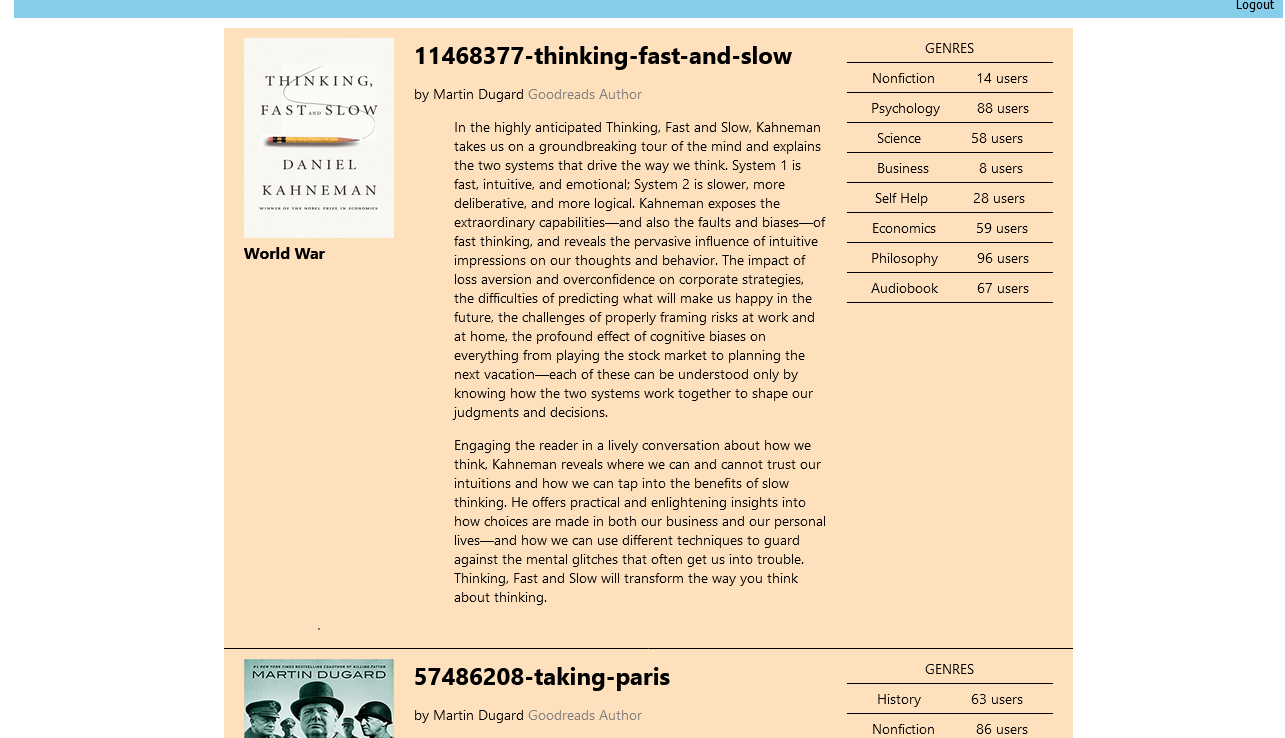 Logout
THINKING,
FAST AND SLOW
DANIEL
KAHNEMAN
WINNER OF THE NOBEL PRIZE IN ECONOMICS
World War
11468377-thinking-fast-and-slow
by Martin Dugard Goodreads Author
In the highly anticipated Thinking, Fast and Slow, Kahneman
takes us on a groundbreaking tour of the mind and explains
the two systems that drive the way we think. System 1 is
fast, intuitive, and emotional; System 2 is slower, more
deliberative, and more logical. Kahneman exposes the
extraordinary capabilities—and also the faults and biases—of
fast thinking, and reveals the pervasive influence of intuitive
impressions on our thoughts and behavior. The impact of
loss aversion and overconfidence on corporate strategies,
the difficulties of predicting what will make us happy in the
future, the challenges of properly framing risks at work and
at home, the profound effect of cognitive biases on
everything from playing the stock market to planning the
next vacation—each of these can be understood only by
knowing how the two systems work together to shape our
judgments and decisions.
Engaging the reader in a lively conversation about how we
think, Kahneman reveals where we can and cannot trust our
intuitions and how we can tap into the benefits of slow
thinking. He offers practical and enlightening insights into
how choices are made in both our business and our personal
lives—and how we can use different techniques to guard
against the mental glitches that often get us into trouble.
Thinking, Fast and Slow will transform the way you think
about thinking.
.
GENRES
Nonfiction 14 users
Psychology 88 users
Science 58 users
Business 8 users
Self Help 28 users
Economics 59 users
Philosophy 96 users
Audiobook 67 users
#1 NEW YORK TIMES BESTSELLING COAUTHOR OF KILLING PATTON
MARTIN DUGARD
57486208-taking-paris
by Martin Dugard Goodreads Author
GENRES
History 63 users
Nonfiction 86 users